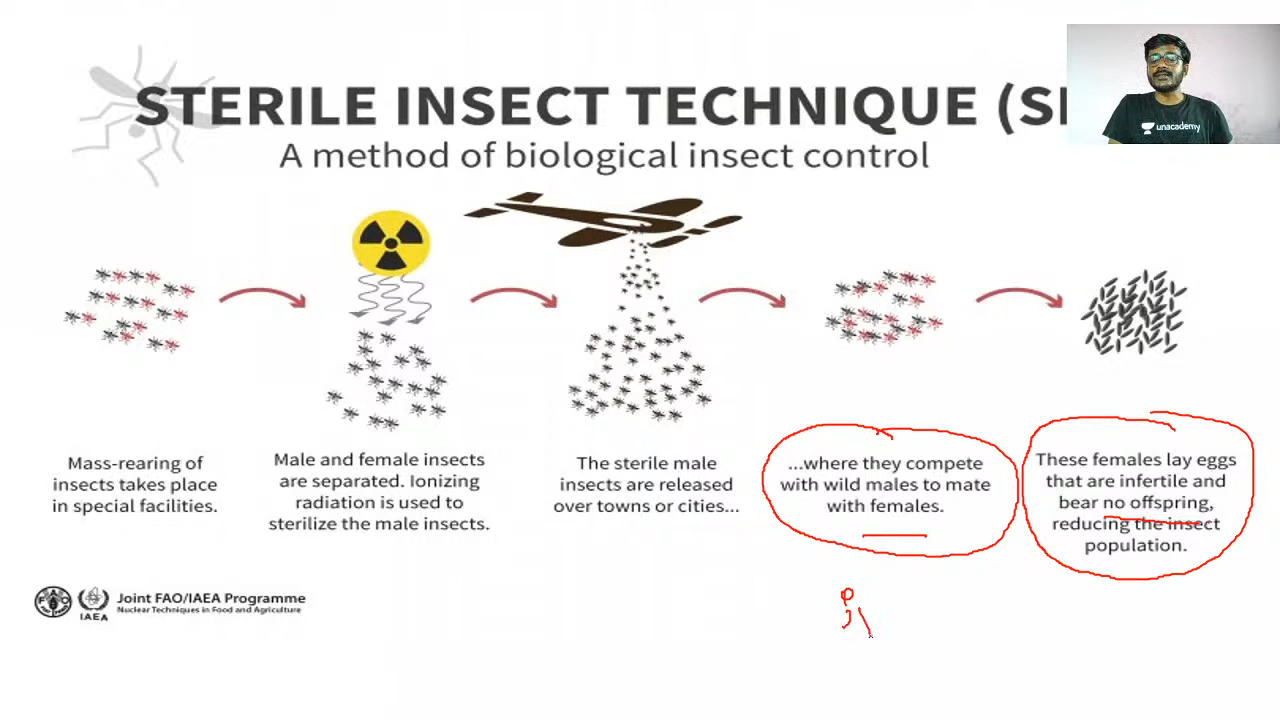 STERILE INSECT TECHNIQUE (SI
A method of biological insect control
unacademy
Mass-rearing of
insects takes place
in special facilities.
Male and female insects
are separated. Ionizing
radiation is used to
sterilize the male insects.
The sterile male
insects are released
over towns or cities...
...where they compete
with wild males to mate
with females.
These females lay eggs
that are infertile and
bear no offspring,
reducing the insect
population.
IAEA
Joint FAO/IAEA Programme
Nuclear Techniques in Food and Agriculture